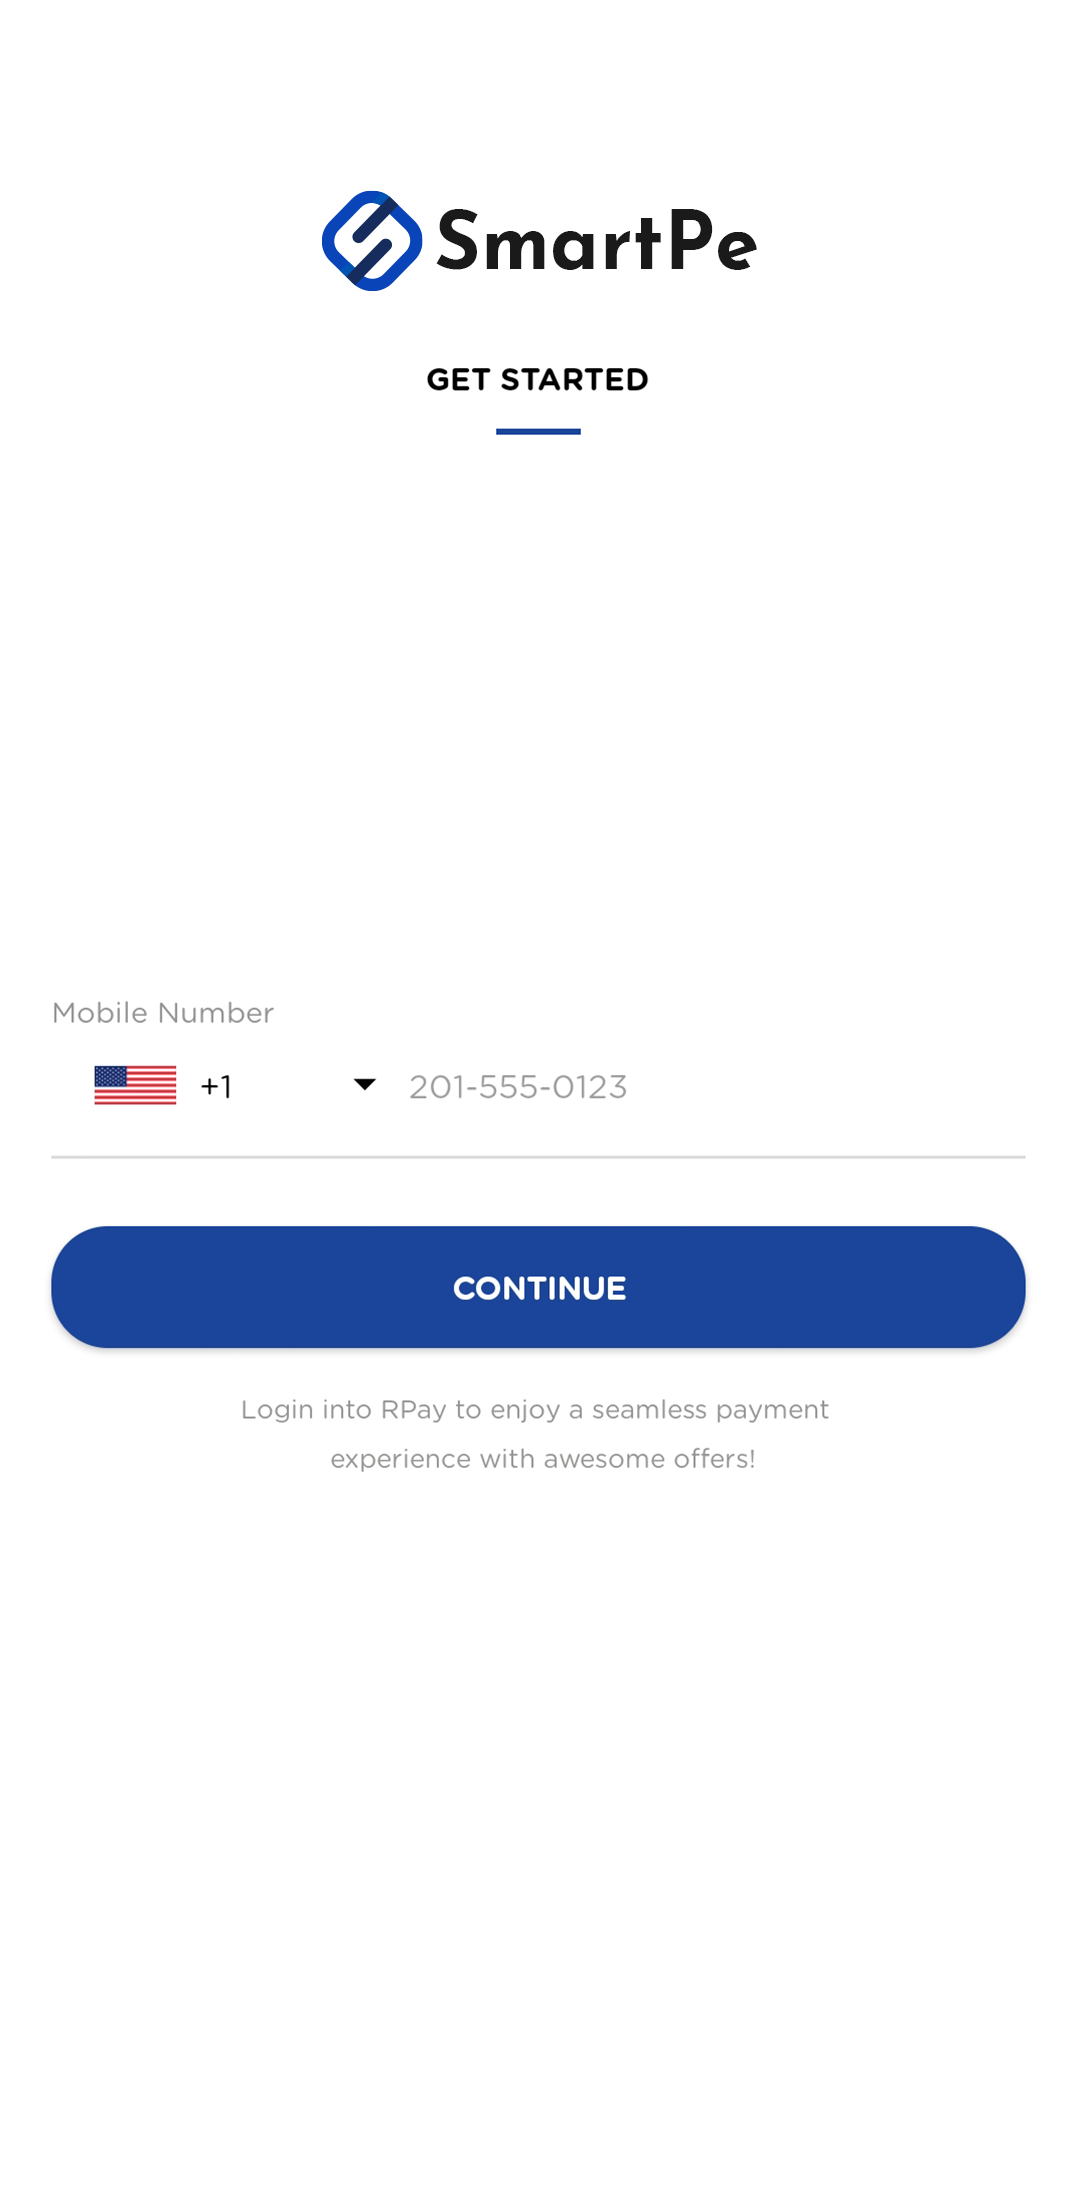 SmartPe
GET STARTED
Mobile Number
+1 201-555-0123
CONTINUE
Login into RPay to enjoy a seamless payment
experience with awesome offers!